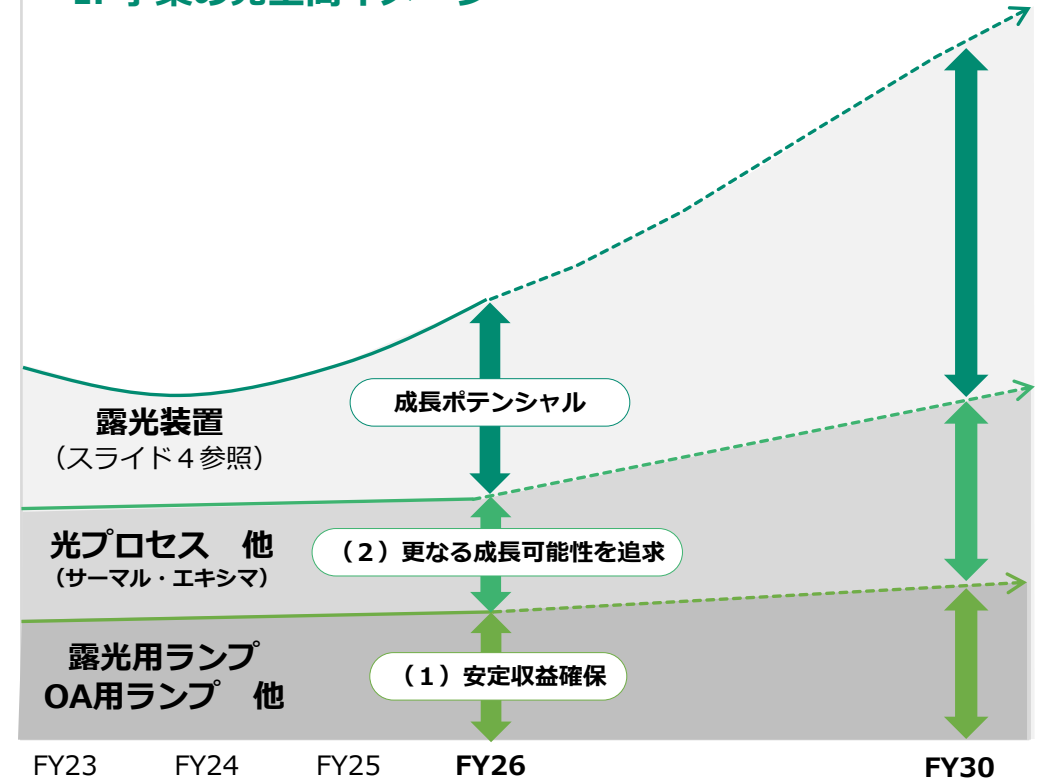 成長ポテンシャル
露光装置
（スライド４参照）
光プロセス　他
（サーマル・エキシマ）
（２）更なる成長可能性を追求
露光用ランプ
OA用ランプ　他
（１）安定収益確保
FY23 FY24 FY25 FY26 FY30